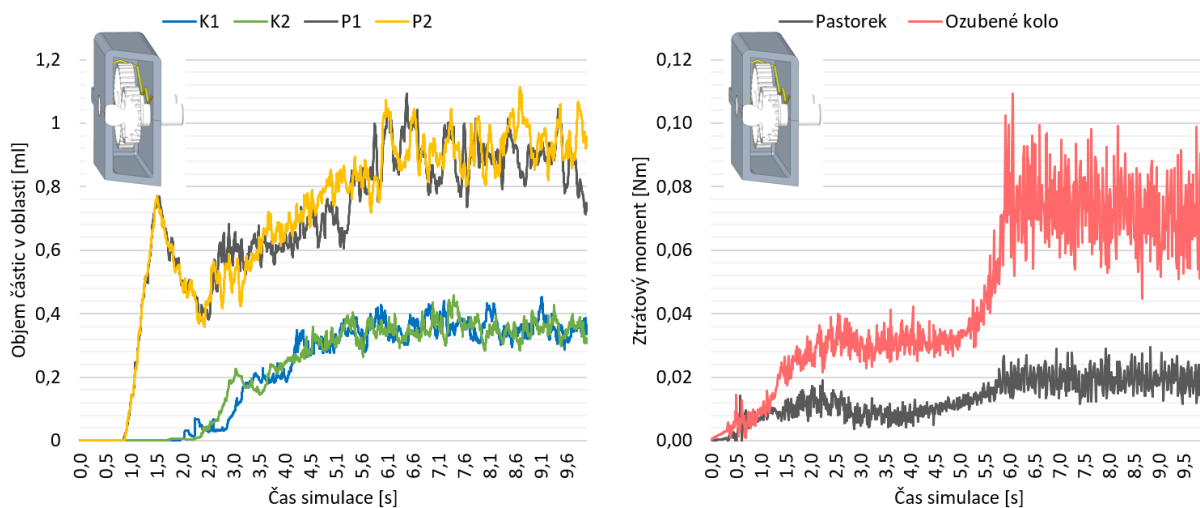 K1 K2 P1 P2
Objem částic v oblasti [ml]
1,2
1
0,8
0,6
0,4
0,2
0
0,0 0,5 1,0 1,5 2,0 2,5 3,0 3,5 4,0 4,5 5,1 5,6 6,1 6,6 7,1 7,6 8,1 8,6 9,1 9,6
Čas simulace [s]
Pastorek Ozubené kolo
Ztrátový moment [Nm]
0,12
0,10
0,08
0,06
0,04
0,02
0,00
0,0 0,5 1,0 1,5 2,0 2,5 3,0 3,5 4,0 4,5 5,0 5,5 6,0 6,5 7,0 7,5 8,0 8,5 9,0 9,5
Čas simulace [s]